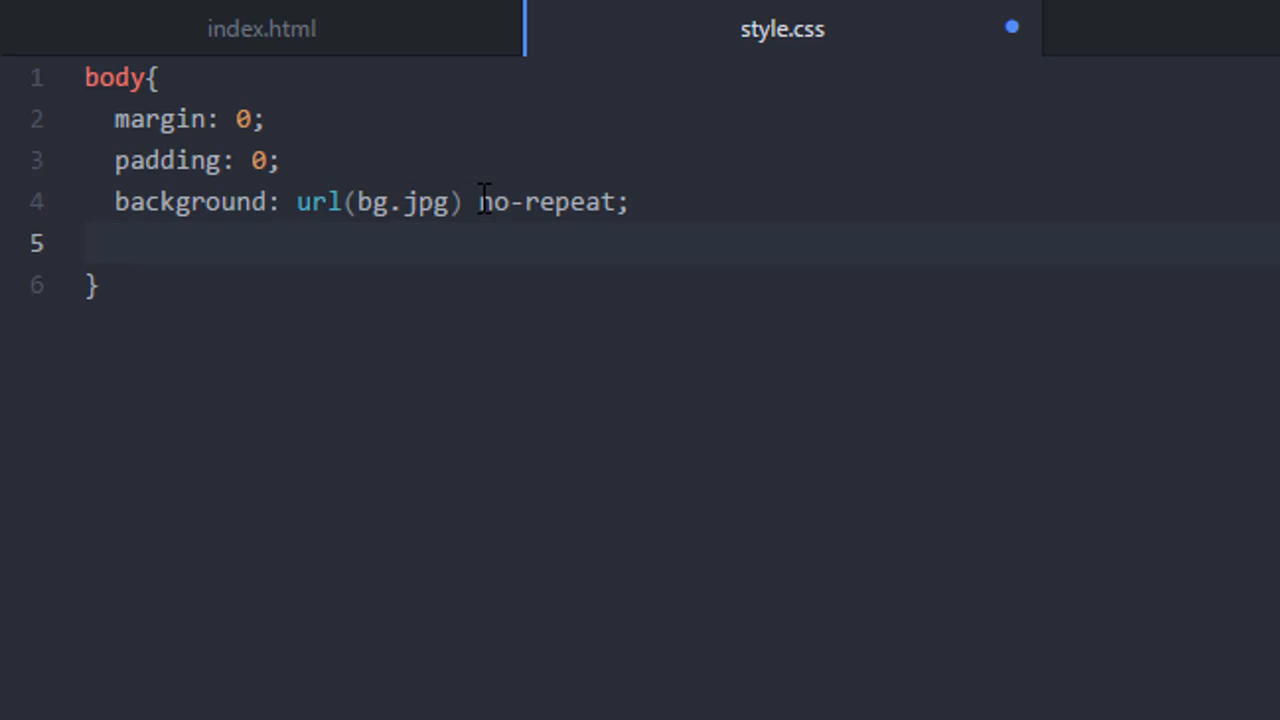 index.html
style.css
1 body{
2 margin: 0;
3 padding: 0;
4 background: url(bg.jpg) no-repeat;
5
6 }